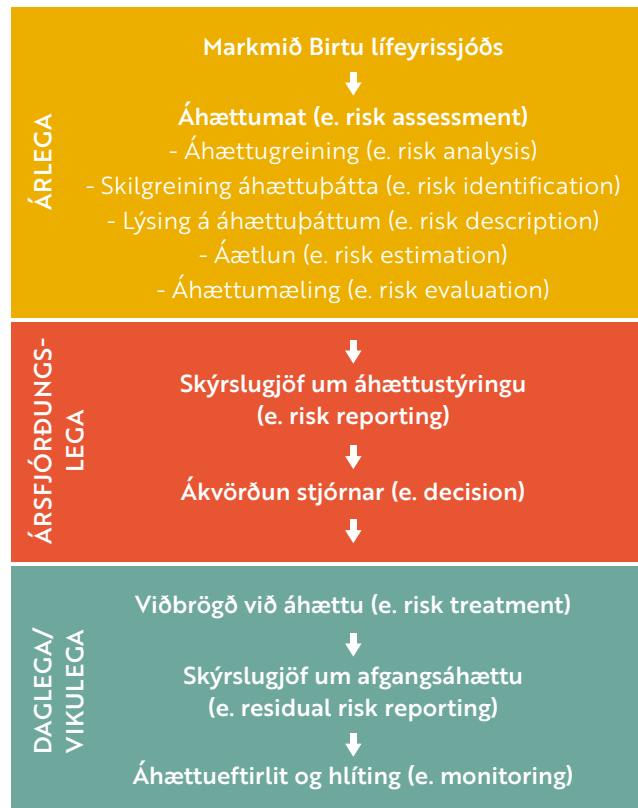 ÁRLEGA
Markmið Birtu lífeyrissjóðs
Áhættumat (e. risk assessment)
- Áhættugreining (e. risk analysis)
- Skilgreining áhættuþátta (e. risk identification)
- Lýsing á áhættuþáttum (e. risk description)
- Áætlun (e. risk estimation)
- Áhættumæling (e. risk evaluation)
ÁRSFJÓRÐUNGS-
LEGA
Skýrslugjöf um áhættustýringu
(e. risk reporting)
Ákvörðun stjórnar (e. decision)
DAGLEGA/
VIKULEGA
Viðbrögð við áhættu (e. risk treatment)
Skýrslugjöf um afgangsáhættu
(e. residual risk reporting)
Áhættueftirlit og hlíting (e. monitoring)